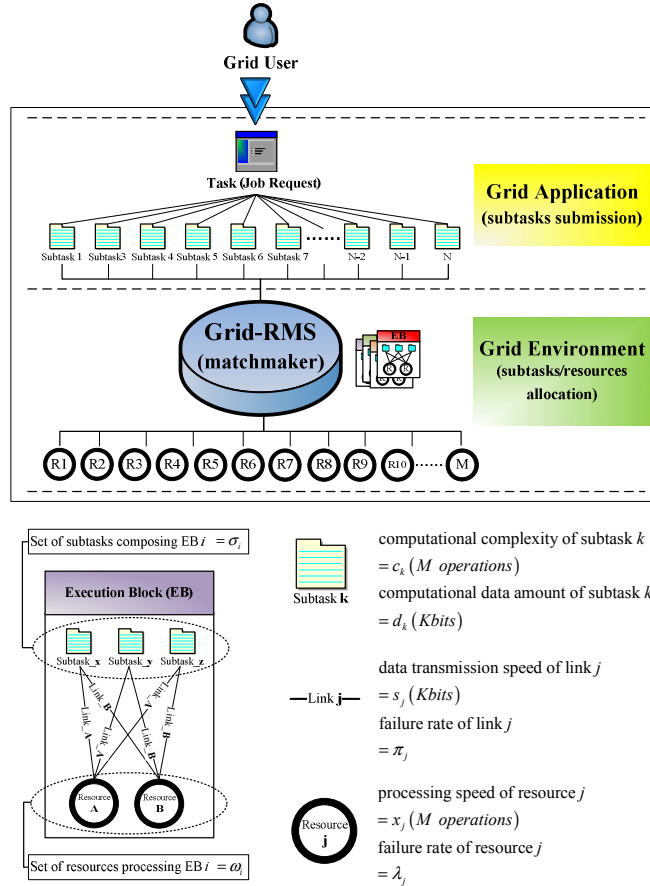 Grid User
Task (Job Request)
Grid Application
(subtasks submission)
Subtask 1
Subtask3
Subtask 4
Subtask 5
Subtask 6
Subtask 7
......
N-2
N-1
N
Grid-RMS
(matchmaker)
EB
R
R
Grid Environment
(subtasks/resources
allocation)
R1
R2
R3
R4
R5
R6
R7
R8
R9
R10
......
M
Set of subtasks composing EB i = σi
Execution Block (EB)
Subtask_x
Subtask_y
Subtask_z
Link_A
Link_B
Link_A
Link_B
Link_A
Link_B
Resource
A
Resource
B
Set of resources processing EB i = ωi
Subtask k
computational complexity of subtask k
= ck (M operations)
computational data amount of subtask k
= dk (Kbits)
Link j
data transmission speed of link j
= sj (Kbits)
failure rate of link j
= πj
Resource
j
processing speed of resource j
= xj (M operations)
failure rate of resource j
= λj